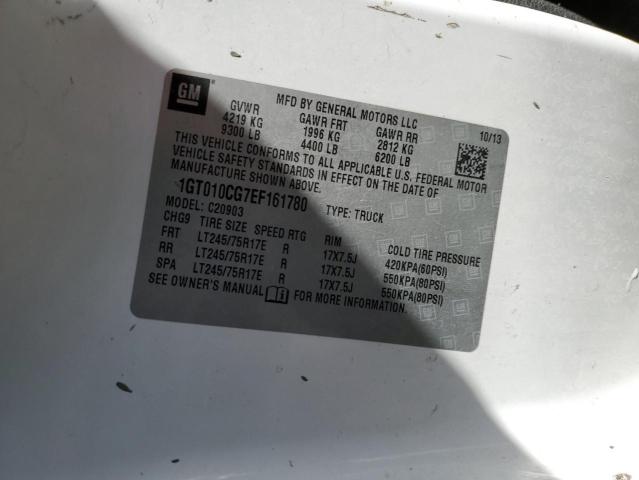 GM
MFD BY GENERAL MOTORS LLC
10/13
GVWR GAWR FRT GAWR RR
4219 KG 1996 KG 2812 KG
9300 LB 4400 LB 6200 LB
THIS VEHICLE CONFORMS TO ALL APPLICABLE U.S. FEDERAL MOTOR
VEHICLE SAFETY STANDARDS IN EFFECT ON THE DATE OF
MANUFACTURE SHOWN ABOVE.
1GT010CG7EF161780 TYPE: TRUCK
MODEL: C20903
CHG9 TIRE SIZE SPEED RTG RIM COLD TIRE PRESSURE
FRT LT245/75R17E R 17X7.5J 420KPA(60PSI)
RR LT245/75R17E R 17X7.5J 550KPA(80PSI)
SPA LT245/75R17E R 17X7.5J 550KPA(80PSI)
SEE OWNER'S MANUAL FOR MORE INFORMATION.